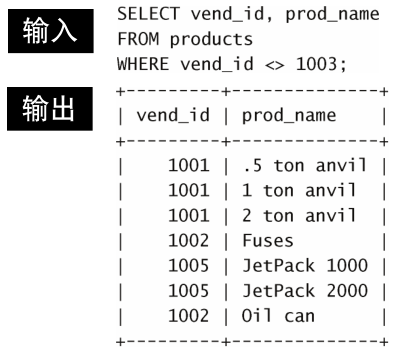 输入
SELECT vend_id, prod_name
FROM products
WHERE vend_id <> 1003;
输出
+---------+--------------+
| vend_id | prod_name    |
+---------+--------------+
|    1001 | .5 ton anvil |
|    1001 | 1 ton anvil  |
|    1001 | 2 ton anvil  |
|    1002 | Fuses        |
|    1005 | JetPack 1000 |
|    1005 | JetPack 2000 |
|    1002 | Oil can      |
+---------+--------------+